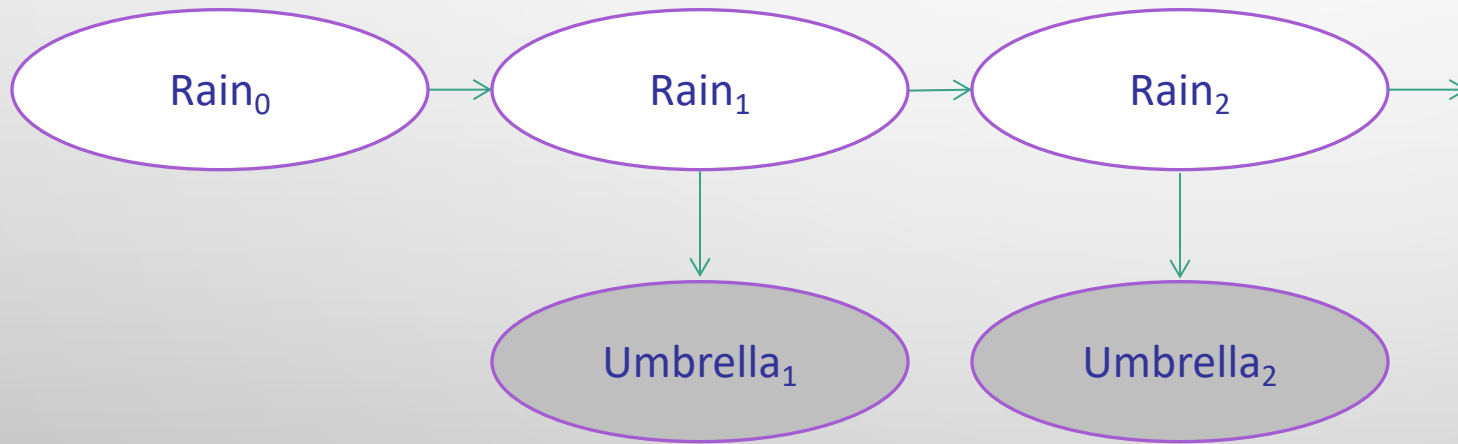 Rain₀
Rain₁
Rain₂
Umbrella₁
Umbrella₂